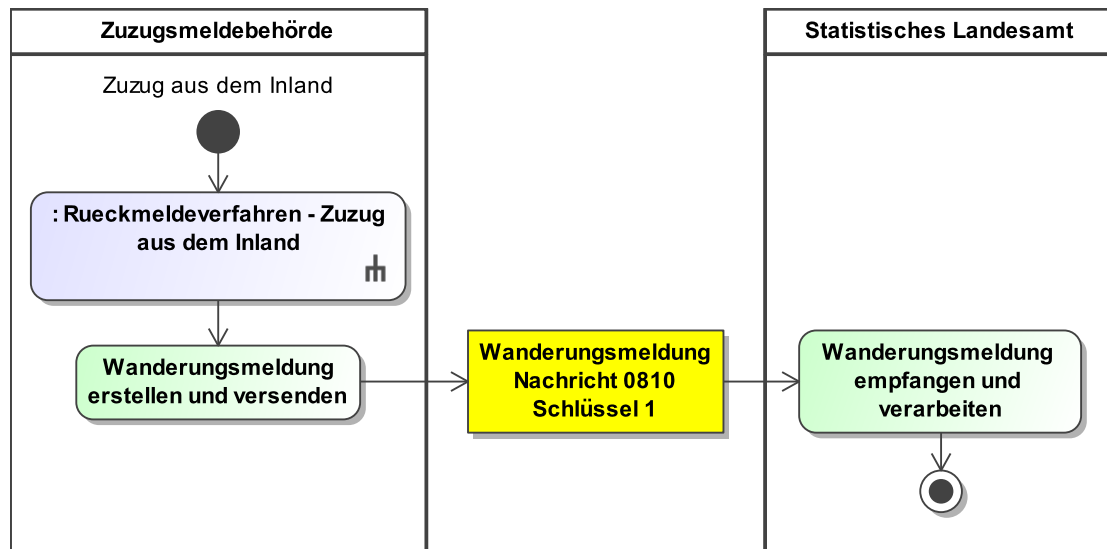 Zuzugsmeldebehörde
Statistisches Landesamt
Zuzug aus dem Inland
: Rueckmeldeverfahren - Zuzug
aus dem Inland
Wanderungsmeldung
erstellen und versenden
Wanderungsmeldung
Nachricht 0810
Schlüssel 1
Wanderungsmeldung
empfangen und
verarbeiten